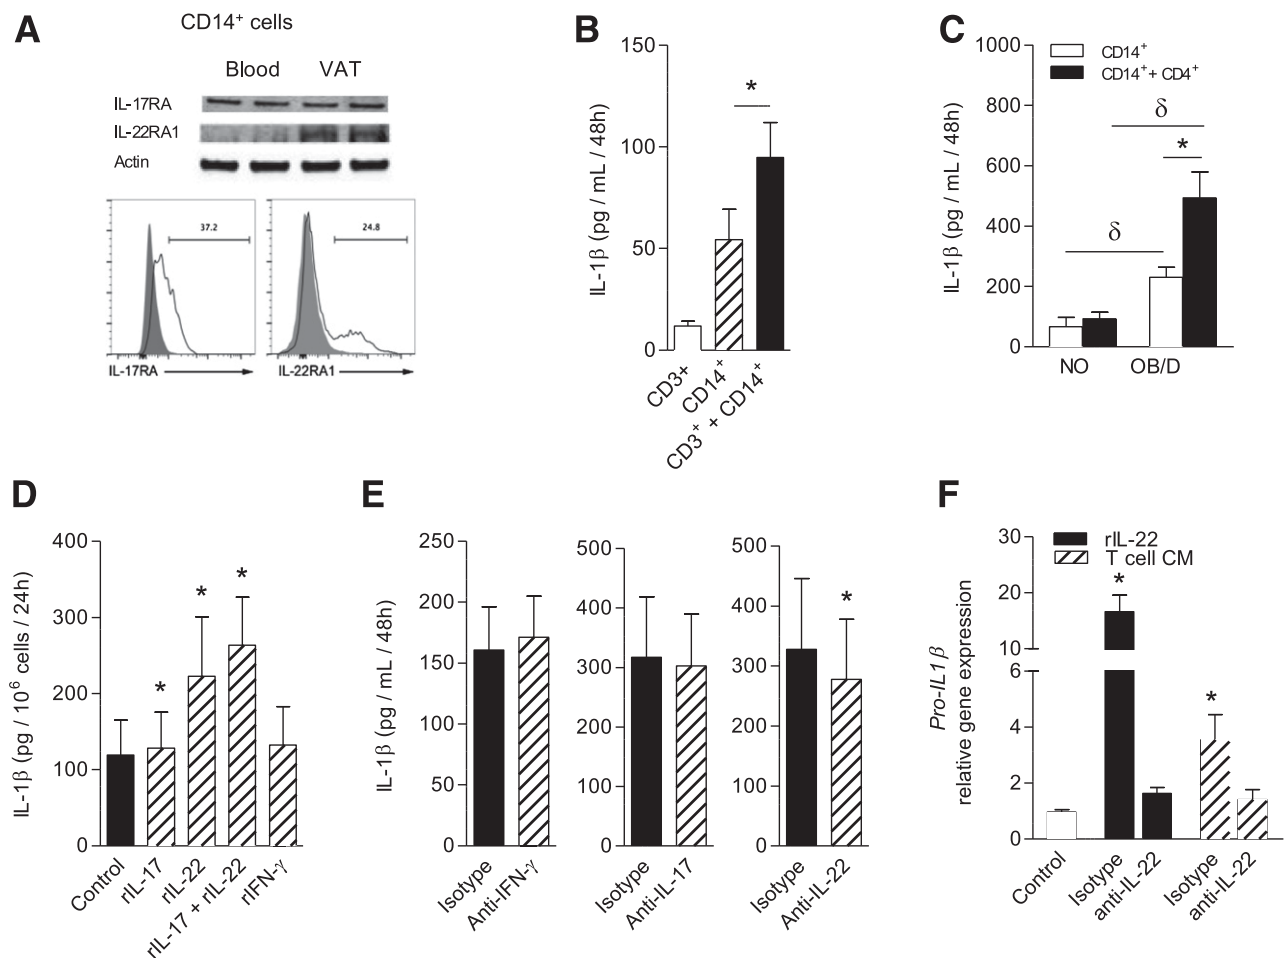 A
CD14⁺ cells
Blood VAT
IL-17RA
IL-22RA1
Actin
37.2
24.8
IL-17RA
IL-22RA1
B
IL-1β (pg / mL / 48h)
150
100
50
0
*
CD3+
CD14⁺
CD3⁺ + CD14⁺
C
IL-1β (pg / mL / 48h)
1000
800
600
400
200
0
CD14⁺
CD14⁺ + CD4⁺
δ
*
δ
NO OB/D
D
IL-1β (pg / 10⁶ cells / 24h)
400
300
200
100
0
* * *
Control
rIL-17
rIL-22
rIL-17 + rIL-22
rIFN-γ
E
IL-1β (pg / mL / 48h)
250
200
150
100
50
0
Isotype
Anti-IFN-γ
500
400
300
200
100
0
Isotype
Anti-IL-17
500
400
300
200
100
0
*
Isotype
Anti-IL-22
F
Pro-IL1β
relative gene expression
30
20
10
6
4
2
0
rIL-22
T cell CM
*
*
Control
Isotype
anti-IL-22
Isotype
anti-IL-22